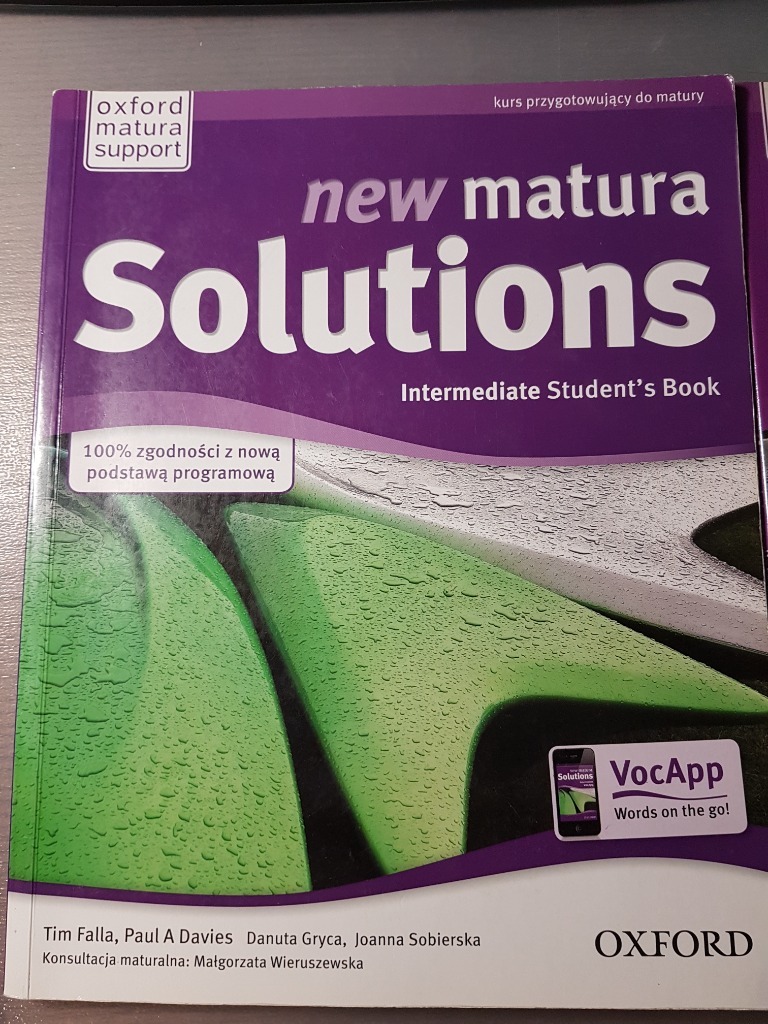 oxford
matura
support
kurs przygotowujący do matury
new matura
Solutions
Intermediate Student's Book
100% zgodności z nową
podstawą programową
Solutions
VocApp
Words on the go!
Tim Falla, Paul A Davies Danuta Gryca, Joanna Sobierska
Konsultacja maturalna: Małgorzata Wieruszewska
OXFORD